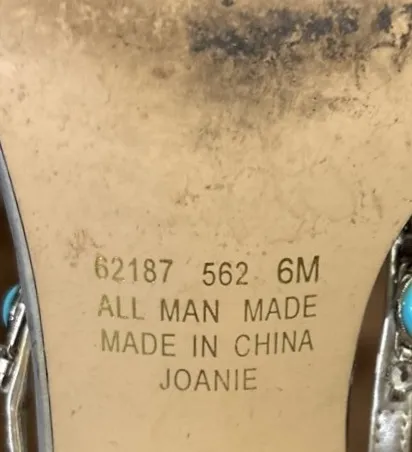 62187 562 6M
ALL MAN MADE
MADE IN CHINA
JOANIE